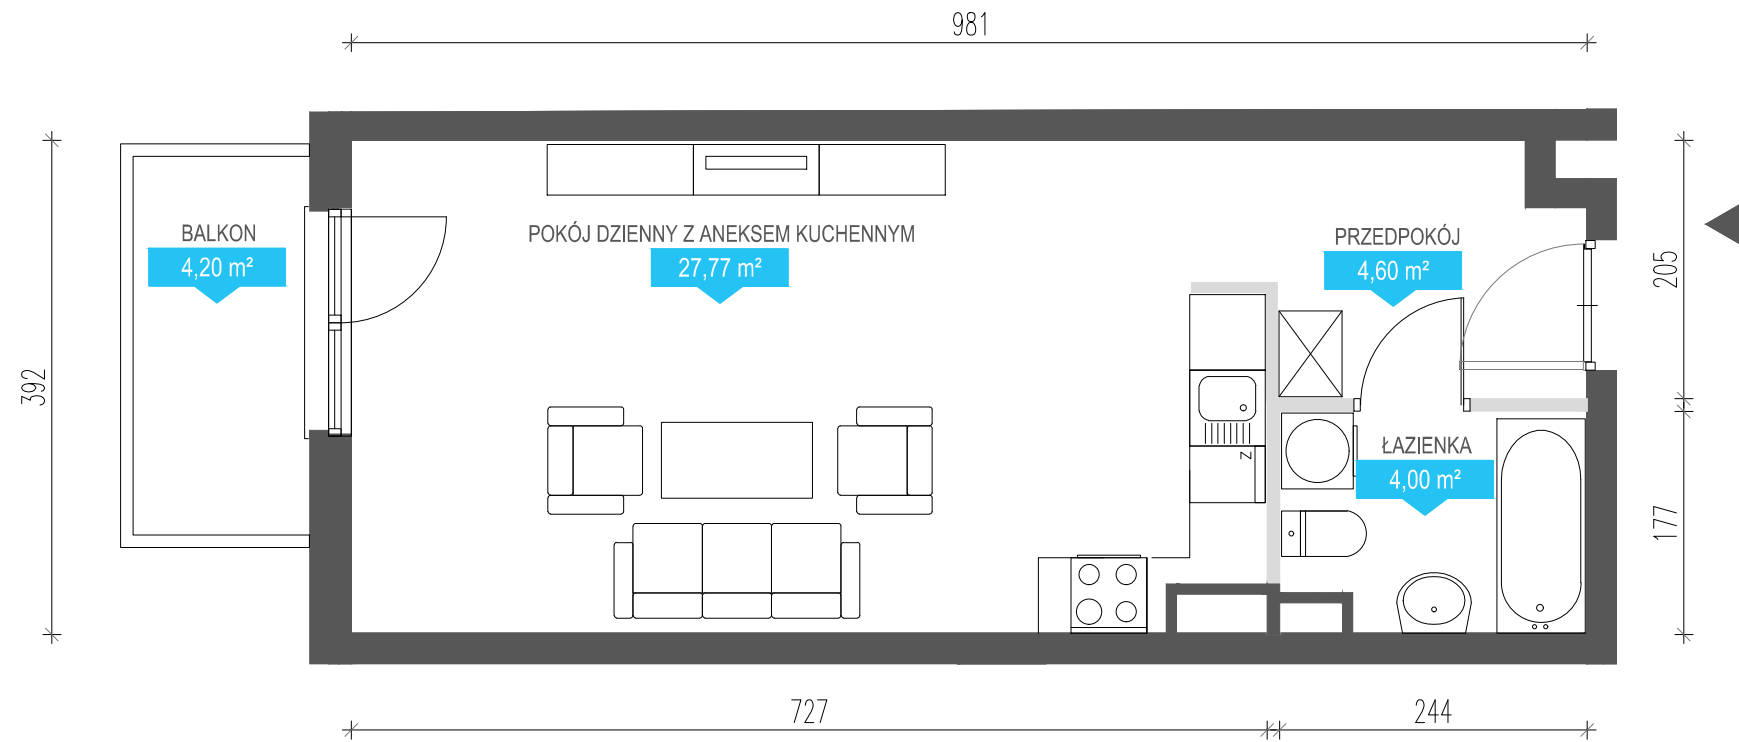 981
BALKON
4,20 m²
POKÓJ DZIENNY Z ANEKSEM KUCHENNYM
27,77 m²
PRZEDPOKÓJ
4,60 m²
205
392
Z
ŁAZIENKA
4,00 m²
177
727
244